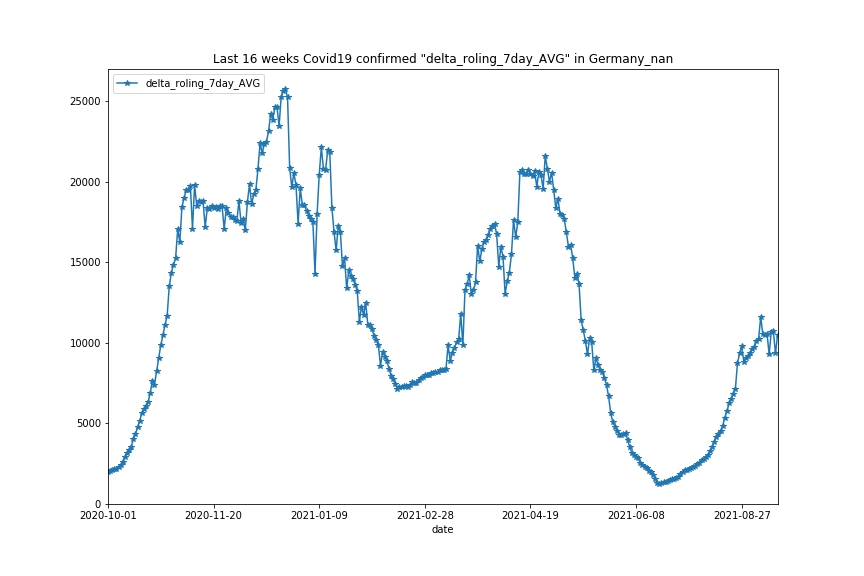 Last 16 weeks Covid19 confirmed "delta_roling_7day_AVG" in Germany_nan
delta_roling_7day_AVG
25000
20000
15000
10000
5000
0
2020-10-01 2020-11-20 2021-01-09 2021-02-28 2021-04-19 2021-06-08 2021-08-27
date